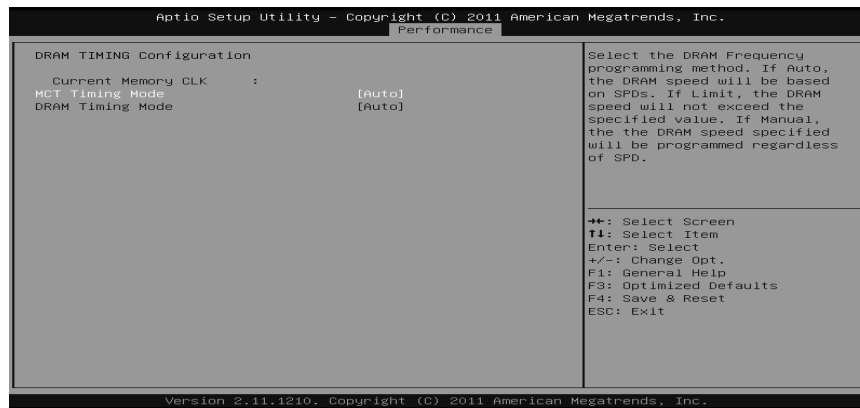 Aptio Setup Utility – Copyright (C) 2011 American Megatrends, Inc.
Performance
DRAM TIMING Configuration
Current Memory CLK :
MCT Timing Mode [Auto]
DRAM Timing Mode [Auto]
Select the DRAM Frequency
programming method. If Auto,
the DRAM speed will be based
on SPDs. If Limit, the DRAM
speed will not exceed the
specified value. If Manual,
the the DRAM speed specified
will be programmed regardless
of SPD.
→←: Select Screen
↑↓: Select Item
Enter: Select
+/-: Change Opt.
F1: General Help
F3: Optimized Defaults
F4: Save & Reset
ESC: Exit
Version 2.11.1210. Copyright (C) 2011 American Megatrends, Inc.